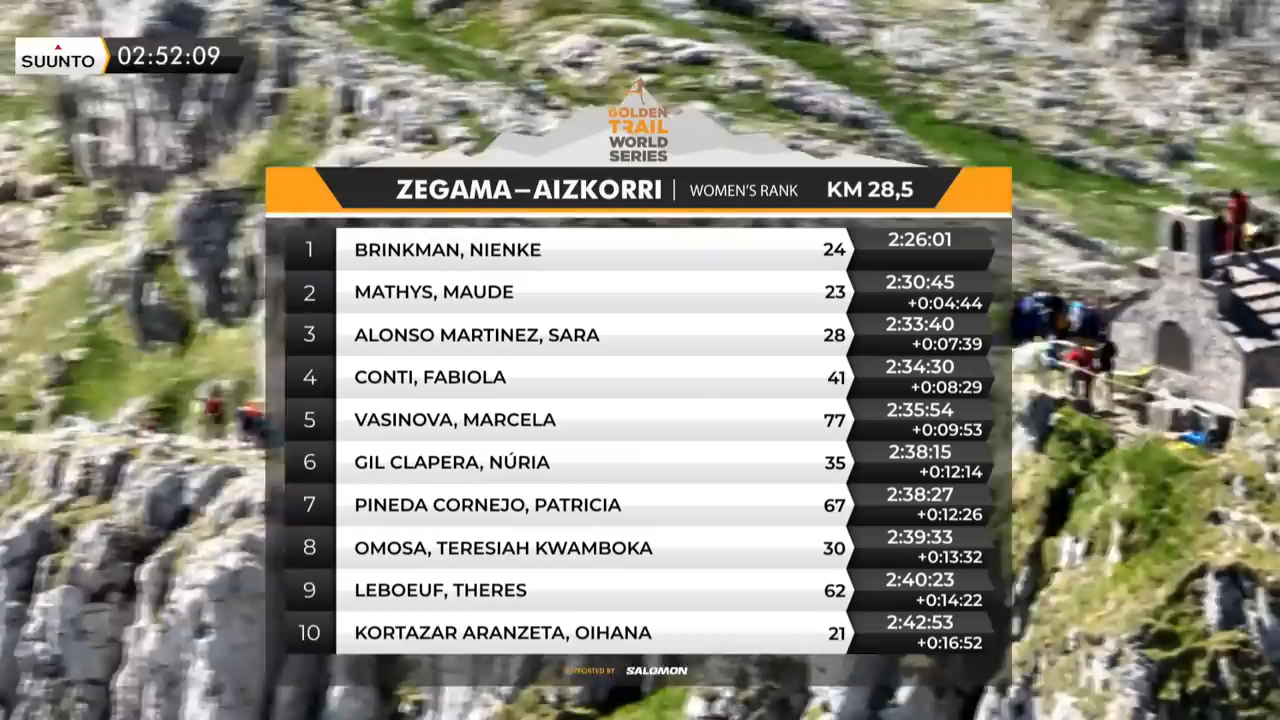 SUUNTO 02:52:09
GOLDEN
TRAIL
WORLD
SERIES
ZEGAMA–AIZKORRI | WOMEN'S RANK KM 28,5
1 BRINKMAN, NIENKE 24 2:26:01
2 MATHYS, MAUDE 23 2:30:45
+0:04:44
3 ALONSO MARTINEZ, SARA 28 2:33:40
+0:07:39
4 CONTI, FABIOLA 41 2:34:30
+0:08:29
5 VASINOVA, MARCELA 77 2:35:54
+0:09:53
6 GIL CLAPERA, NÚRIA 35 2:38:15
+0:12:14
7 PINEDA CORNEJO, PATRICIA 67 2:38:27
+0:12:26
8 OMOSA, TERESIAH KWAMBOKA 30 2:39:33
+0:13:32
9 LEBOEUF, THERES 62 2:40:23
+0:14:22
10 KORTAZAR ARANZETA, OIHANA 21 2:42:53
+0:16:52
SUPPORTED BY SALOMON